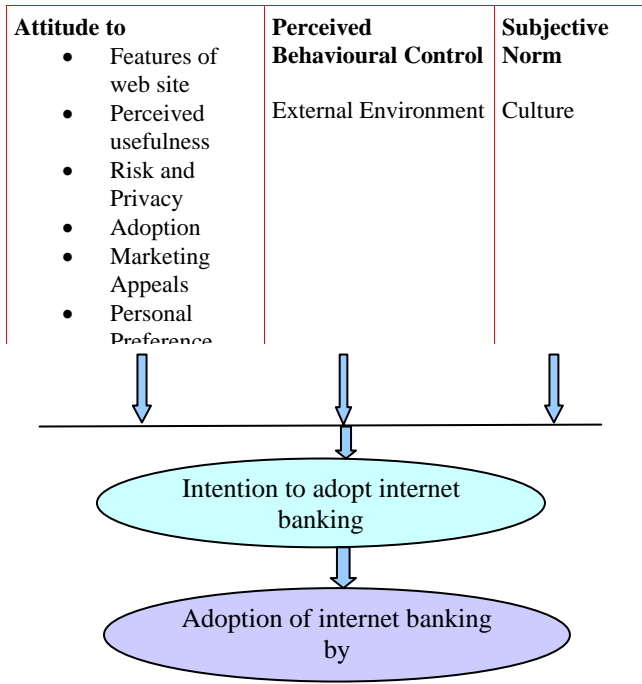 Attitude to
• Features of
web site
• Perceived
usefulness
• Risk and
Privacy
• Adoption
• Marketing
Appeals
• Personal
Preference
Perceived
Behavioural Control
External Environment
Subjective
Norm
Culture
Intention to adopt internet
banking
Adoption of internet banking
by